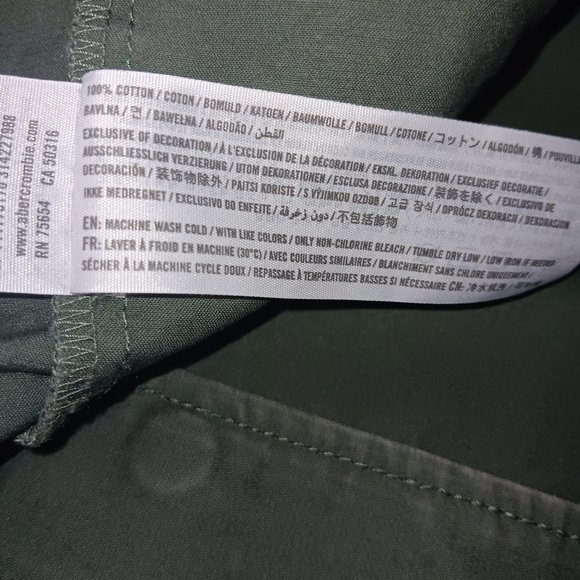 www.abercrombie.com
RN 75654 CA 50316
100% COTTON / COTON / BOMULD / KATOEN / BAUMWOLLE / BOMULL / COTONE / コットン / ALGODÓN / 棉 / POUVILLA
BAVLNA / 면 / BAWEŁNA / ALGODÃO / القطن
EXCLUSIVE OF DECORATION / À L'EXCLUSION DE LA DÉCORATION / EKSKL. DEKORATION / EXCLUSIEF DECORATIE /
AUSSCHLIESSLICH VERZIERUNG / UTOM DEKORATIONEN / ESCLUSA DECORAZIONE / 装飾を除く / EXCLUSIVO DE
DECORACIÓN / 装饰物除外 / PAITSI KORISTE / S VÝJIMKOU OZDOB / 고급 장식 / OPRÓCZ DEKORACJI / DEKORASJON
IKKE MEDREGNET / EXCLUSIVO DO ENFEITE / دون زخرفة / 不包括飾物
EN: MACHINE WASH COLD / WITH LIKE COLORS / ONLY NON-CHLORINE BLEACH / TUMBLE DRY LOW / LOW IRON IF NEEDED
FR: LAVER À FROID EN MACHINE (30°C) / AVEC COULEURS SIMILAIRES / BLANCHIMENT SANS CHLORE UNIQUEMENT /
SÉCHER À LA MACHINE CYCLE DOUX / REPASSAGE À TEMPÉRATURES BASSES SI NÉCESSAIRE CN: